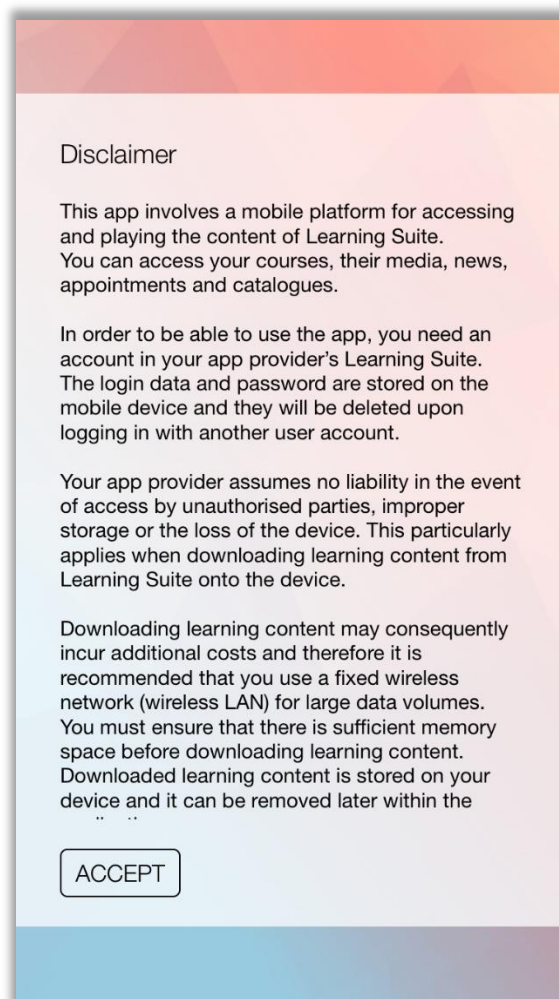 Disclaimer
This app involves a mobile platform for accessing
and playing the content of Learning Suite.
You can access your courses, their media, news,
appointments and catalogues.
In order to be able to use the app, you need an
account in your app provider’s Learning Suite.
The login data and password are stored on the
mobile device and they will be deleted upon
logging in with another user account.
Your app provider assumes no liability in the event
of access by unauthorised parties, improper
storage or the loss of the device. This particularly
applies when downloading learning content from
Learning Suite onto the device.
Downloading learning content may consequently
incur additional costs and therefore it is
recommended that you use a fixed wireless
network (wireless LAN) for large data volumes.
You must ensure that there is sufficient memory
space before downloading learning content.
Downloaded learning content is stored on your
device and it can be removed later within the
ACCEPT